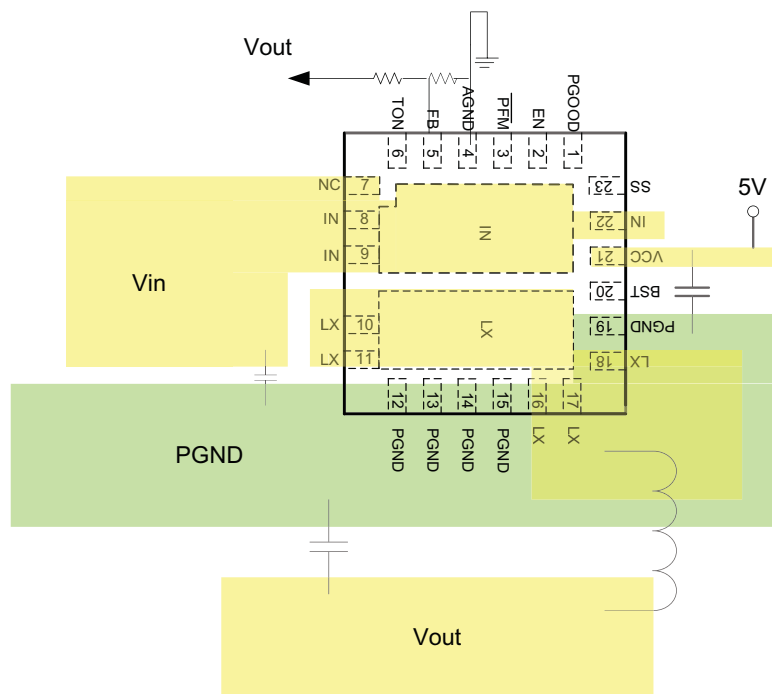 Vout
TON
FB
AGND
PFM
EN
PGOOD
6
5
4
3
2
1
NC
7
IN
8
IN
9
LX
10
LX
11
Vin
IN
LX
23
SS
22
IN
21
VCC
20
BST
19
PGND
18
LX
5V
12
13
14
15
16
17
PGND
PGND
PGND
PGND
LX
LX
PGND
Vout